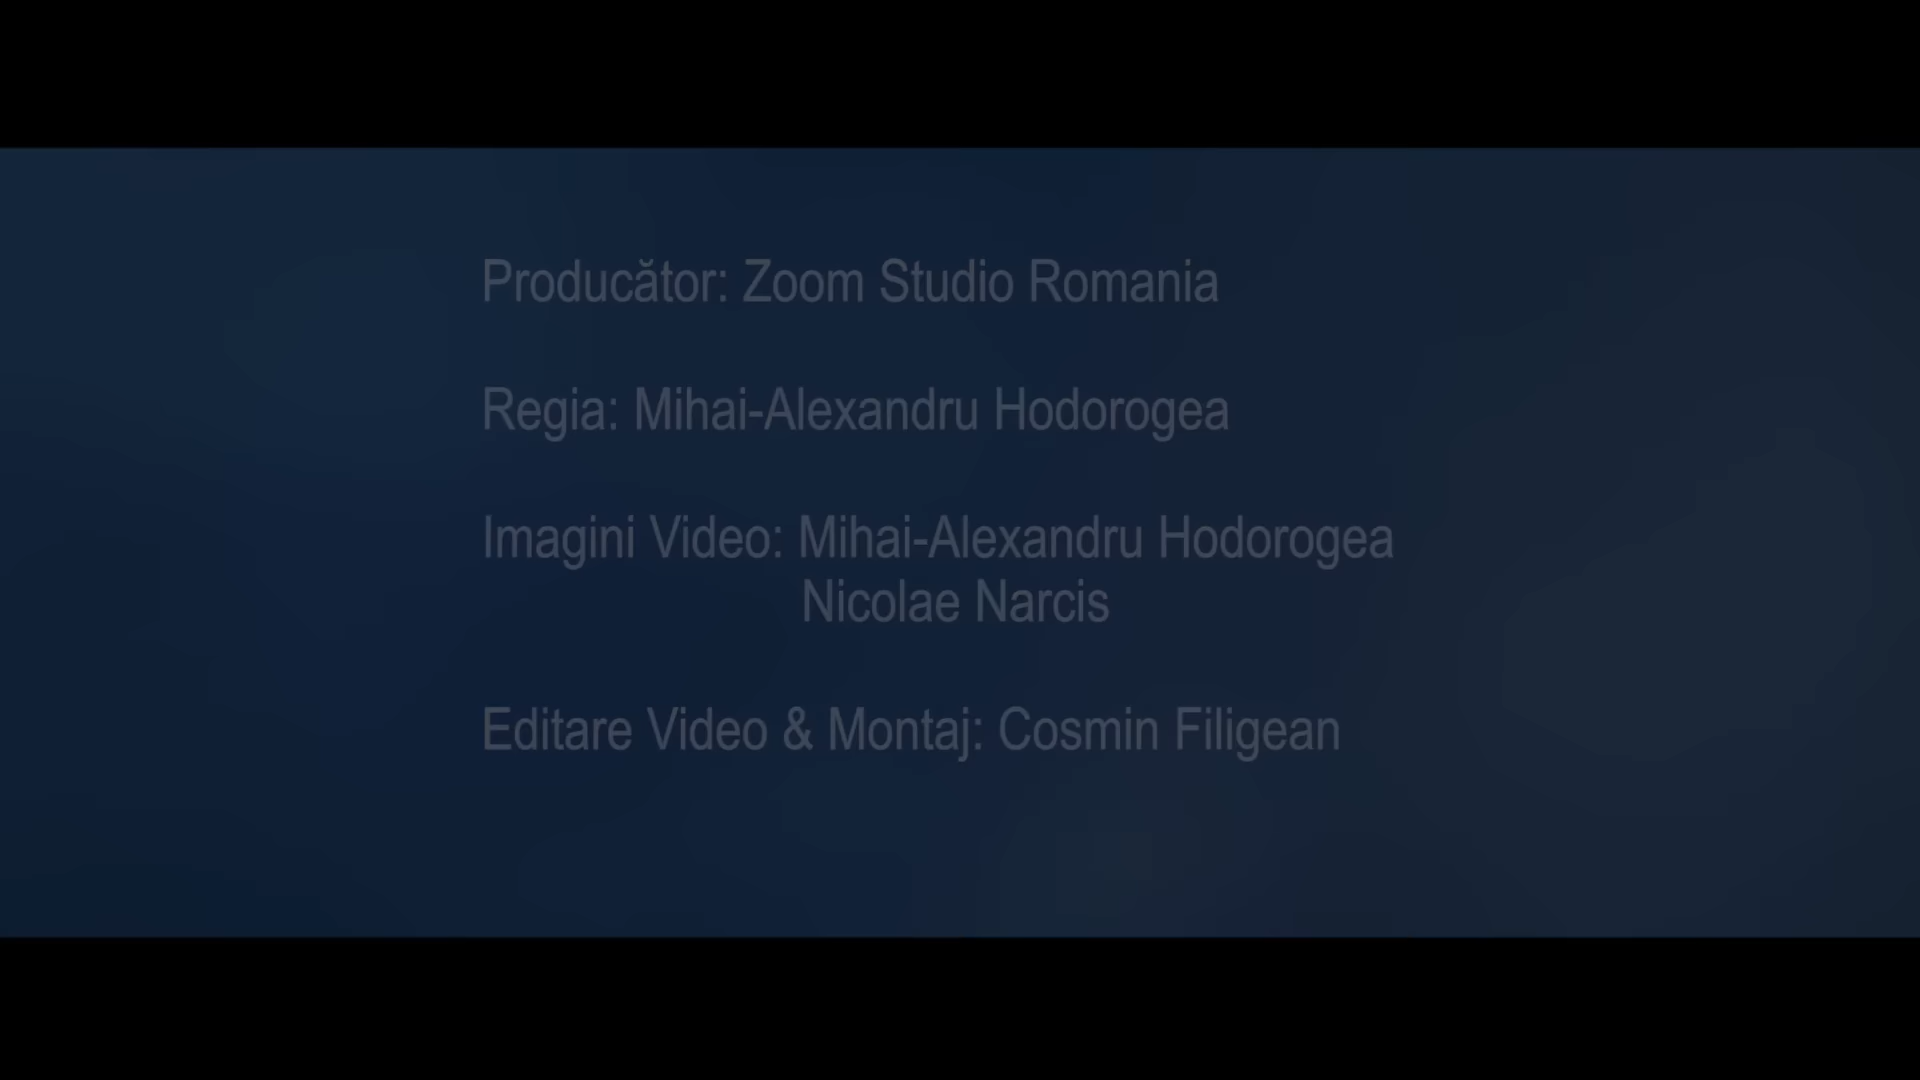 Producător: Zoom Studio Romania
Regia: Mihai-Alexandru Hodorogea
Imagini Video: Mihai-Alexandru Hodorogea
Nicolae Narcis
Editare Video & Montaj: Cosmin Filigean